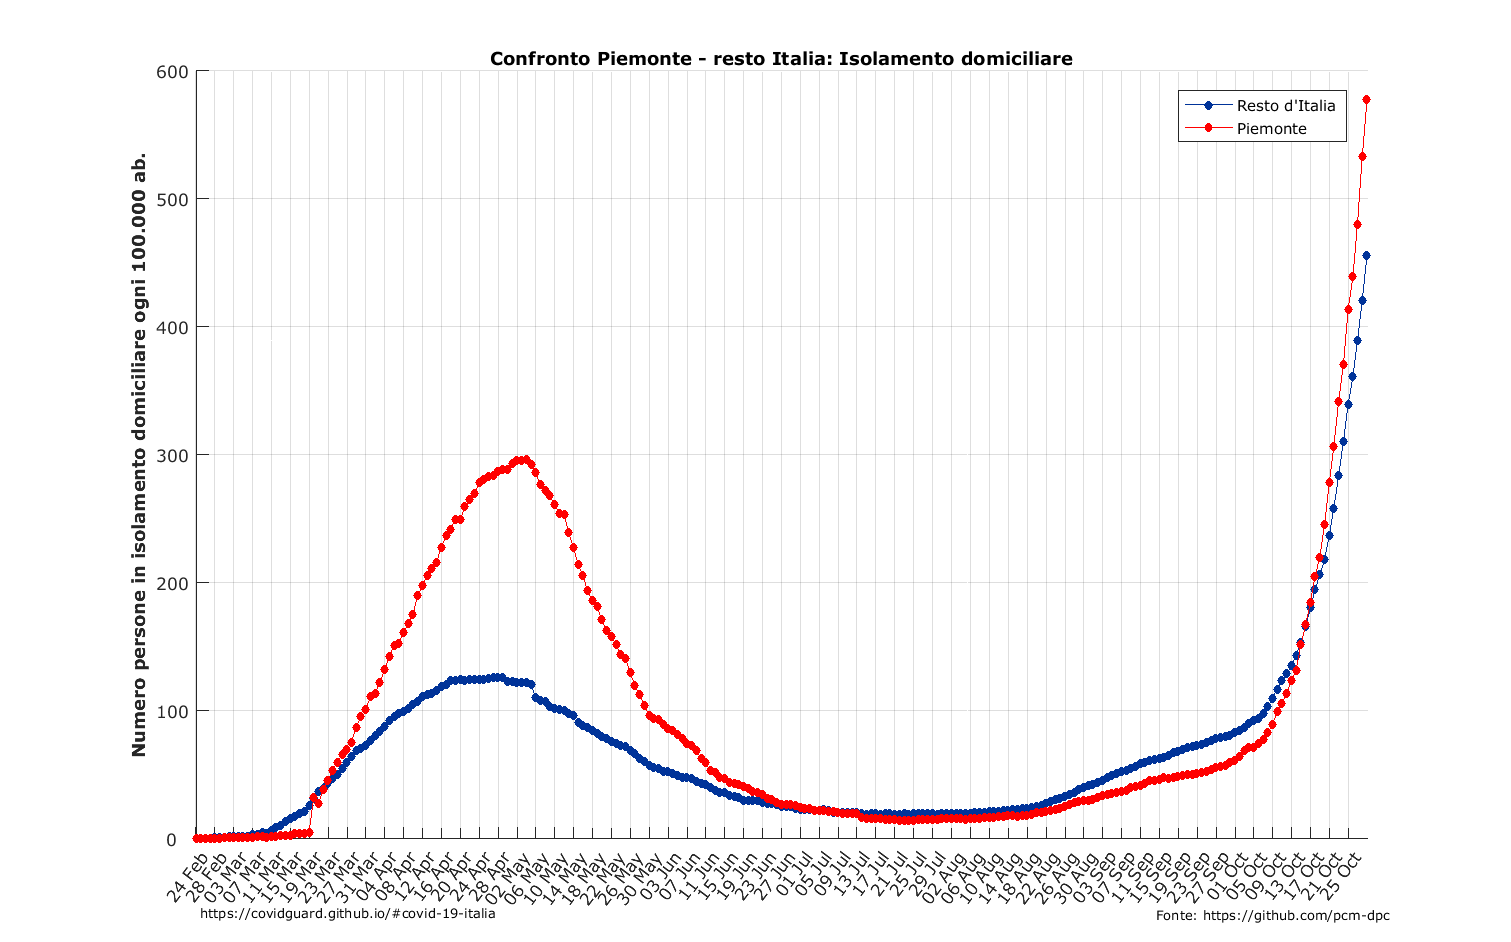 Confronto Piemonte - resto Italia: Isolamento domiciliare
Numero persone in isolamento domiciliare ogni 100.000 ab.
600
500
400
300
200
100
0
Resto d'Italia
Piemonte
24 Feb
28 Feb
03 Mar
07 Mar
11 Mar
15 Mar
19 Mar
23 Mar
27 Mar
31 Mar
04 Apr
08 Apr
12 Apr
16 Apr
20 Apr
24 Apr
28 Apr
02 May
06 May
10 May
14 May
18 May
22 May
26 May
30 May
03 Jun
07 Jun
11 Jun
15 Jun
19 Jun
23 Jun
27 Jun
01 Jul
05 Jul
09 Jul
13 Jul
17 Jul
21 Jul
25 Jul
29 Jul
02 Aug
06 Aug
10 Aug
14 Aug
18 Aug
22 Aug
26 Aug
30 Aug
03 Sep
07 Sep
11 Sep
15 Sep
19 Sep
23 Sep
27 Sep
01 Oct
05 Oct
09 Oct
13 Oct
17 Oct
21 Oct
25 Oct
https://covidguard.github.io/#covid-19-italia
Fonte: https://github.com/pcm-dpc